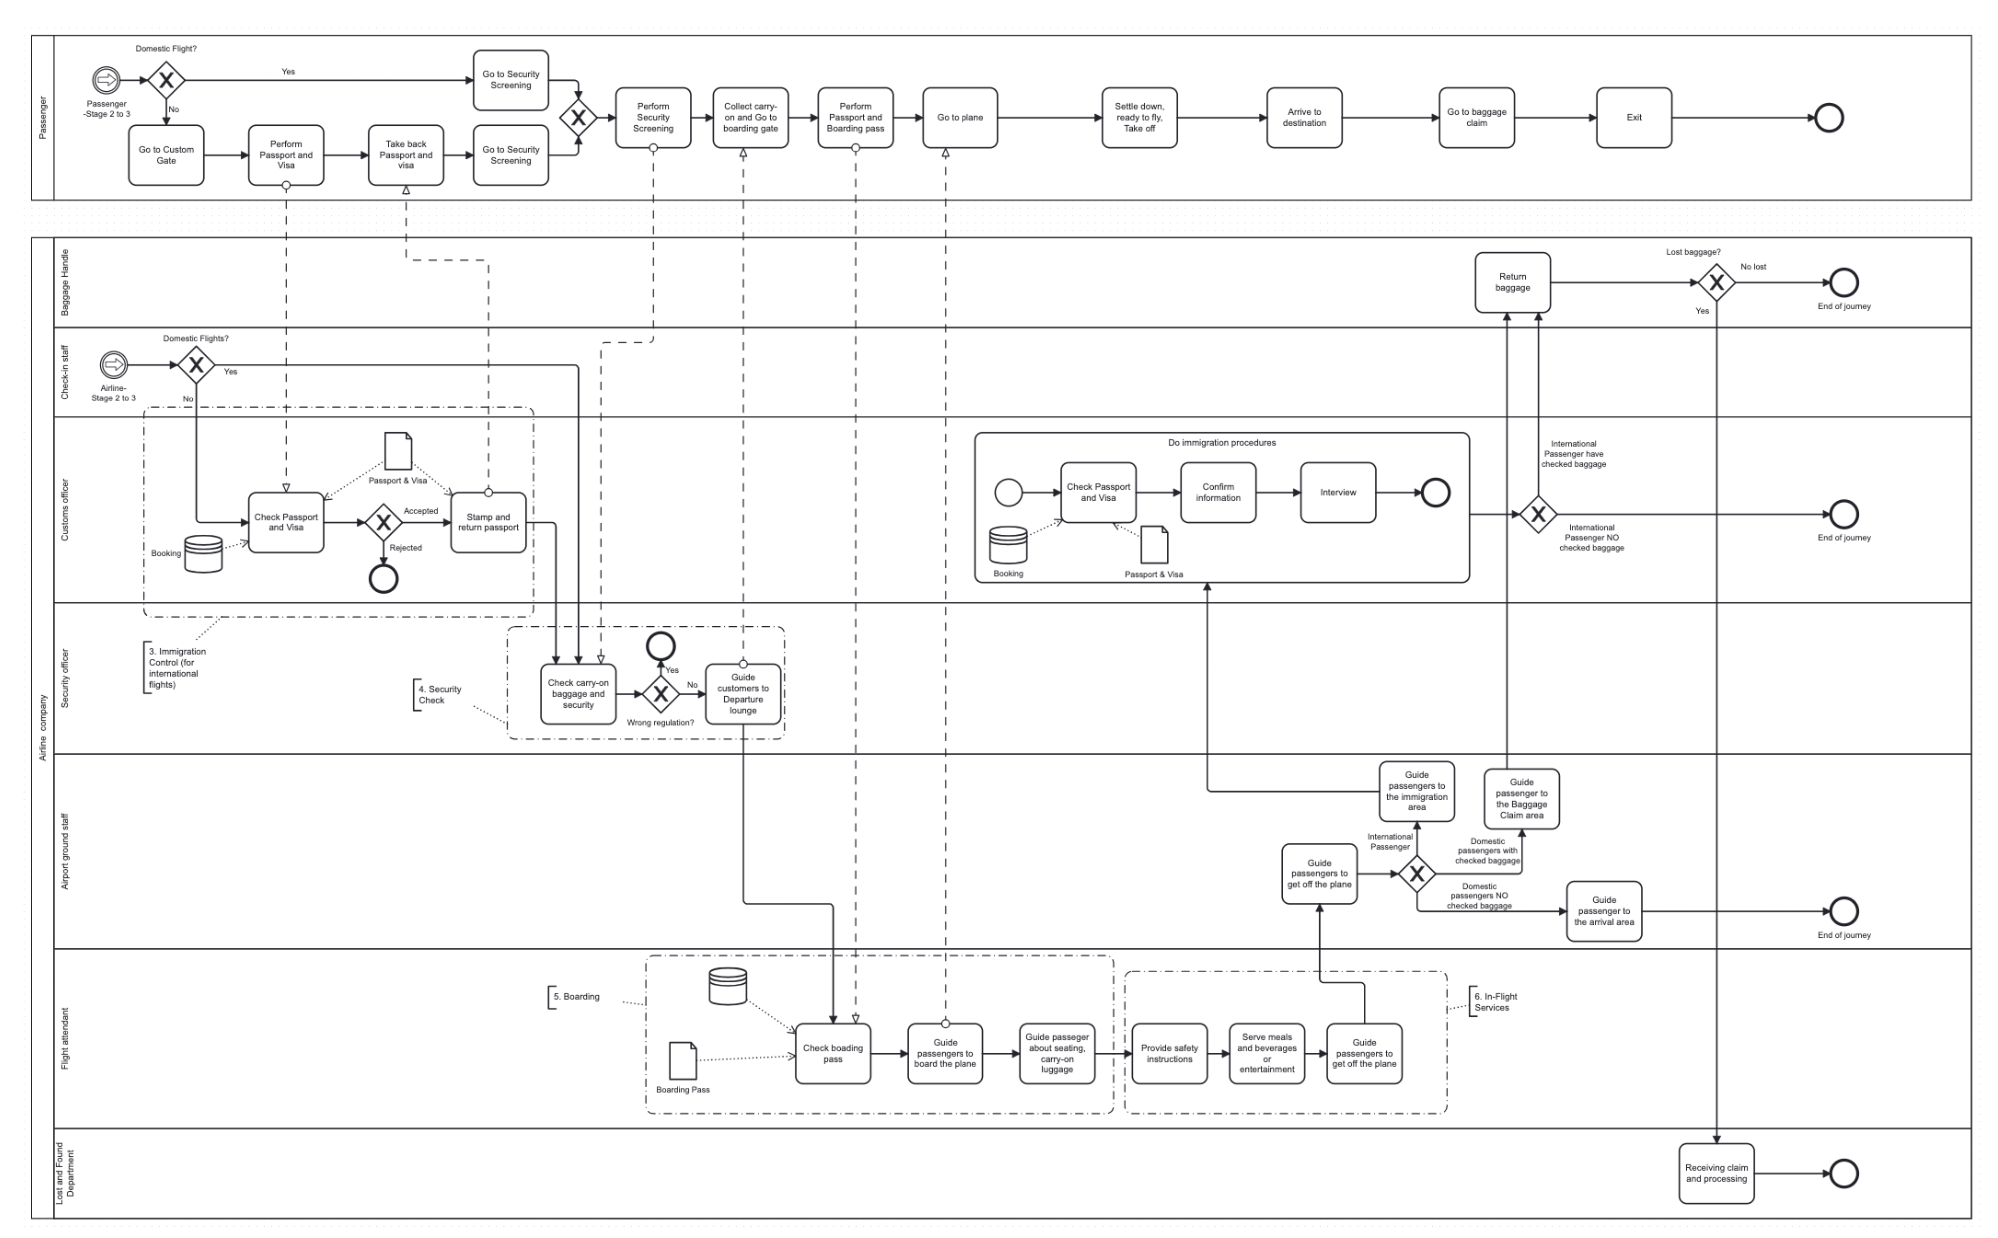 Passenger
Domestic Flight?
Passenger
-Stage 2 to 3
Yes
No
Go to Security
Screening
Go to Custom
Gate
Perform
Passport and
Visa
Take back
Passport and
visa
Go to Security
Screening
Perform
Security
Screening
Collect carry-
on and Go to
boarding gate
Perform
Passport and
Boarding pass
Go to plane
Settle down,
ready to fly,
Take off
Arrive to
destination
Go to baggage
claim
Exit
Airline company
Baggage Handle
Return
baggage
Lost baggage?
No lost
Yes
End of journey
Check-in staff
Domestic Flights?
Airline-
Stage 2 to 3
Yes
No
Customs officer
Passport & Visa
Check Passport
and Visa
Booking
Accepted
Rejected
Stamp and
return passport
Do immigration procedures
Check Passport
and Visa
Confirm
information
Interview
Booking
Passport & Visa
International
Passenger have
checked baggage
International
Passenger NO
checked baggage
End of journey
Security officer
3. Immigration
Control (for
international
flights)
4. Security
Check
Check carry-on
baggage and
security
Yes
No
Wrong regulation?
Guide
customers to
Departure
lounge
Airport ground staff
Guide
passengers to
the immigration
area
Guide
passenger to
the Baggage
Claim area
International
Passenger
Domestic
passengers with
checked baggage
Guide
passengers to
get off the plane
Domestic
passengers NO
checked baggage
Guide
passenger to
the arrival area
End of journey
Flight attendant
5. Boarding
Boarding Pass
Check boading
pass
Guide
passengers to
board the plane
Guide passeger
about seating,
carry-on
luggage
Provide safety
instructions
Serve meals
and beverages
or
entertainment
Guide
passengers to
get off the plane
6. In-Flight
Services
Lost and Found
Department
Receiving claim
and processing